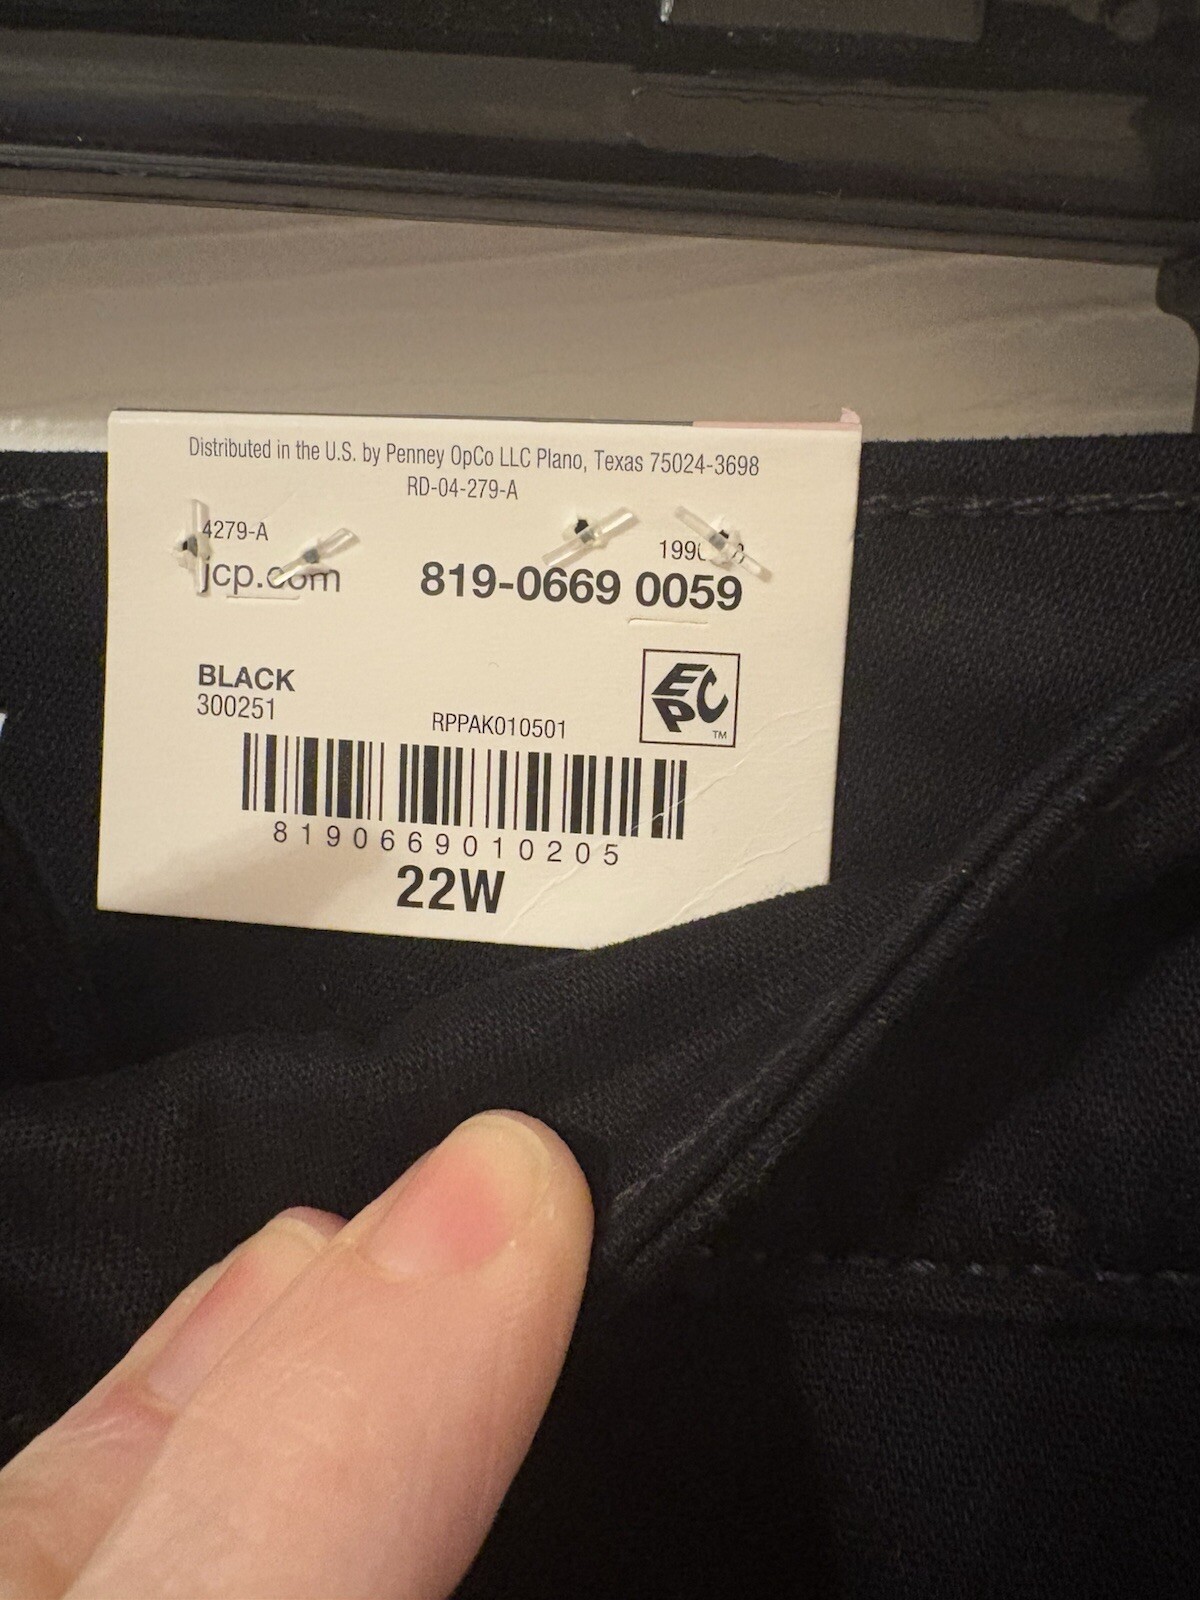 Distributed in the U.S. by Penney OpCo LLC Plano, Texas 75024-3698
RD-04-279-A
4279-A
jcp.com
819-0669 0059
BLACK
300251
RPPAK010501
EPC
TM
8190669010205
22W